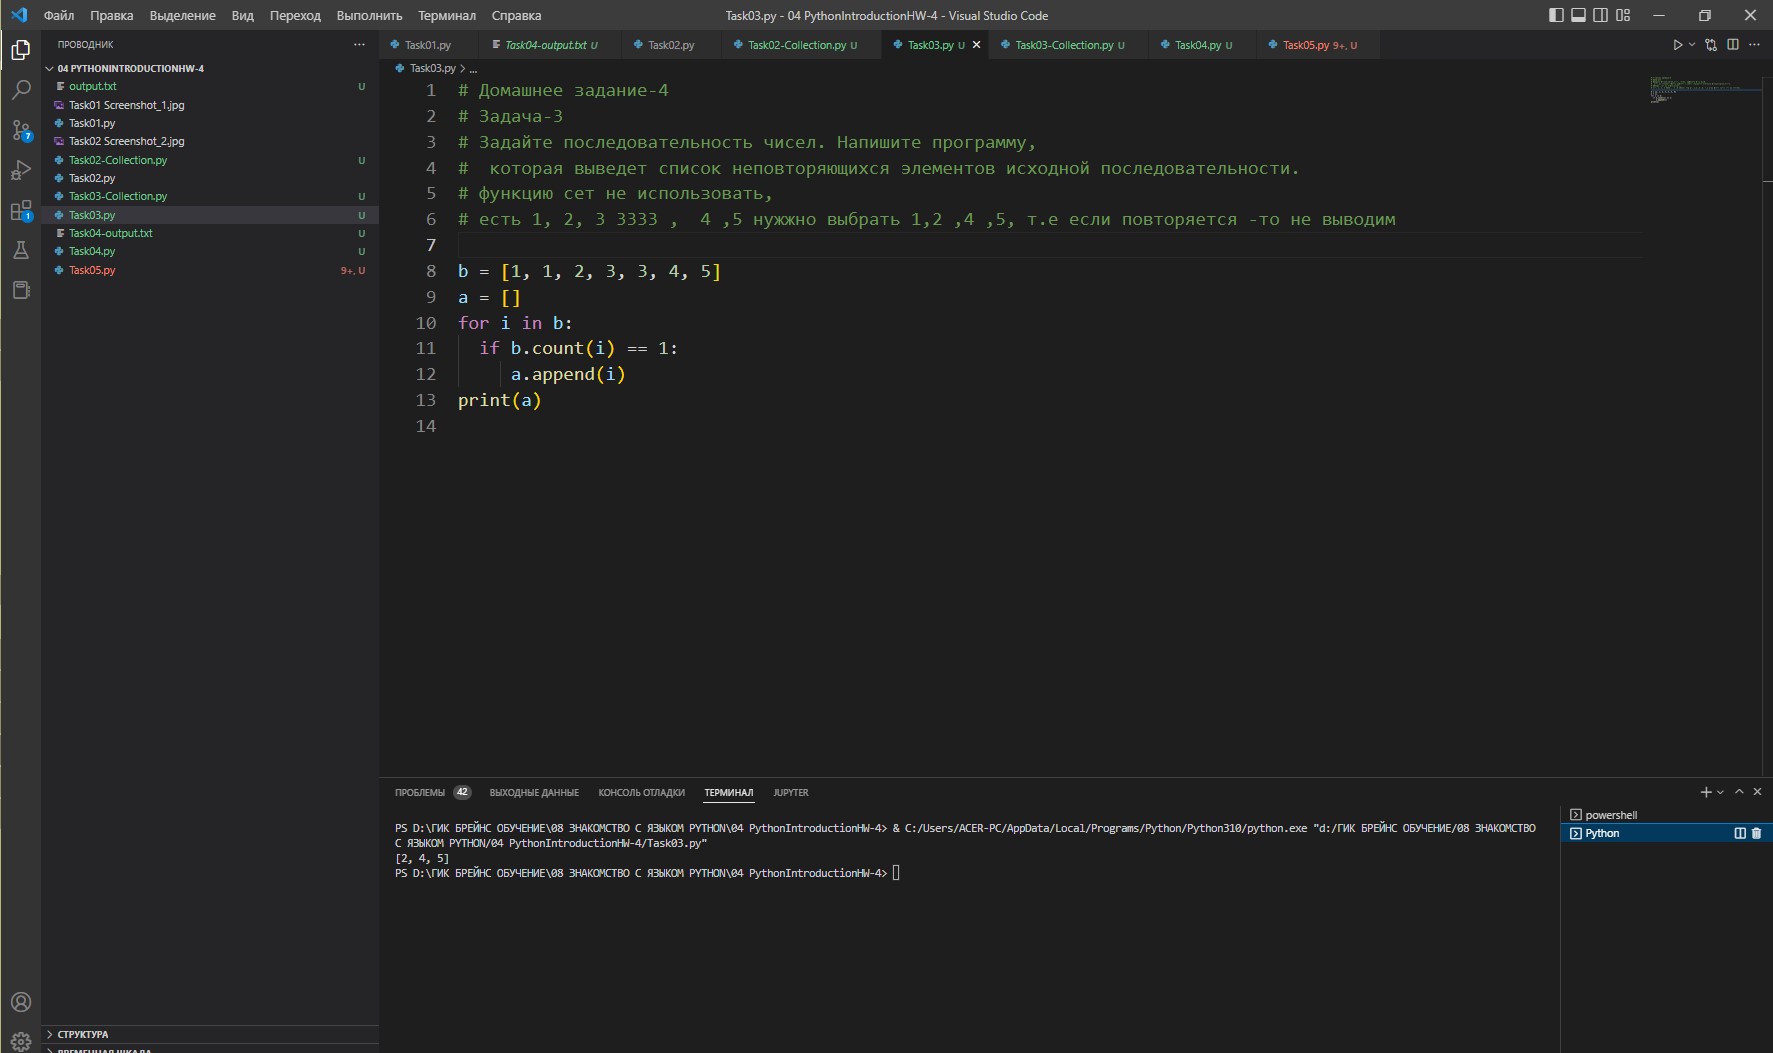 Файл Правка Выделение Вид Переход Выполнить Терминал Справка
Task03.py - 04 PythonIntroductionHW-4 - Visual Studio Code
ПРОВОДНИК
04 PYTHONINTRODUCTIONHW-4
output.txt U
Task01 Screenshot_1.jpg
Task01.py
Task02 Screenshot_2.jpg
Task02-Collection.py U
Task02.py
Task03-Collection.py U
Task03.py U
Task04-output.txt U
Task04.py U
Task05.py 9+, U
7
1
СТРУКТУРА
ВРЕМЕННАЯ ШКАЛА
Task01.py Task04-output.txt U Task02.py Task02-Collection.py U Task03.py U Task03-Collection.py U Task04.py U Task05.py 9+, U
Task03.py > ...
1 # Домашнее задание-4
2 # Задача-3
3 # Задайте последовательность чисел. Напишите программу,
4 #  которая выведет список неповторяющихся элементов исходной последовательности.
5 # функцию сет не использовать,
6 # есть 1, 2, 3 3333 ,  4 ,5 нужжно выбрать 1,2 ,4 ,5, т.е если повторяется -то не выводим
7
8 b = [1, 1, 2, 3, 3, 4, 5]
9 a = []
10 for i in b:
11   if b.count(i) == 1:
12      a.append(i)
13 print(a)
14
ПРОБЛЕМЫ 42 ВЫХОДНЫЕ ДАННЫЕ КОНСОЛЬ ОТЛАДКИ ТЕРМИНАЛ JUPYTER
PS D:\ГИК БРЕЙНС ОБУЧЕНИЕ\08 ЗНАКОМСТВО С ЯЗЫКОМ PYTHON\04 PythonIntroductionHW-4> & C:/Users/ACER-PC/AppData/Local/Programs/Python/Python310/python.exe "d:/ГИК БРЕЙНС ОБУЧЕНИЕ/08 ЗНАКОМСТВО
С ЯЗЫКОМ PYTHON/04 PythonIntroductionHW-4/Task03.py"
[2, 4, 5]
PS D:\ГИК БРЕЙНС ОБУЧЕНИЕ\08 ЗНАКОМСТВО С ЯЗЫКОМ PYTHON\04 PythonIntroductionHW-4>
powershell
Python